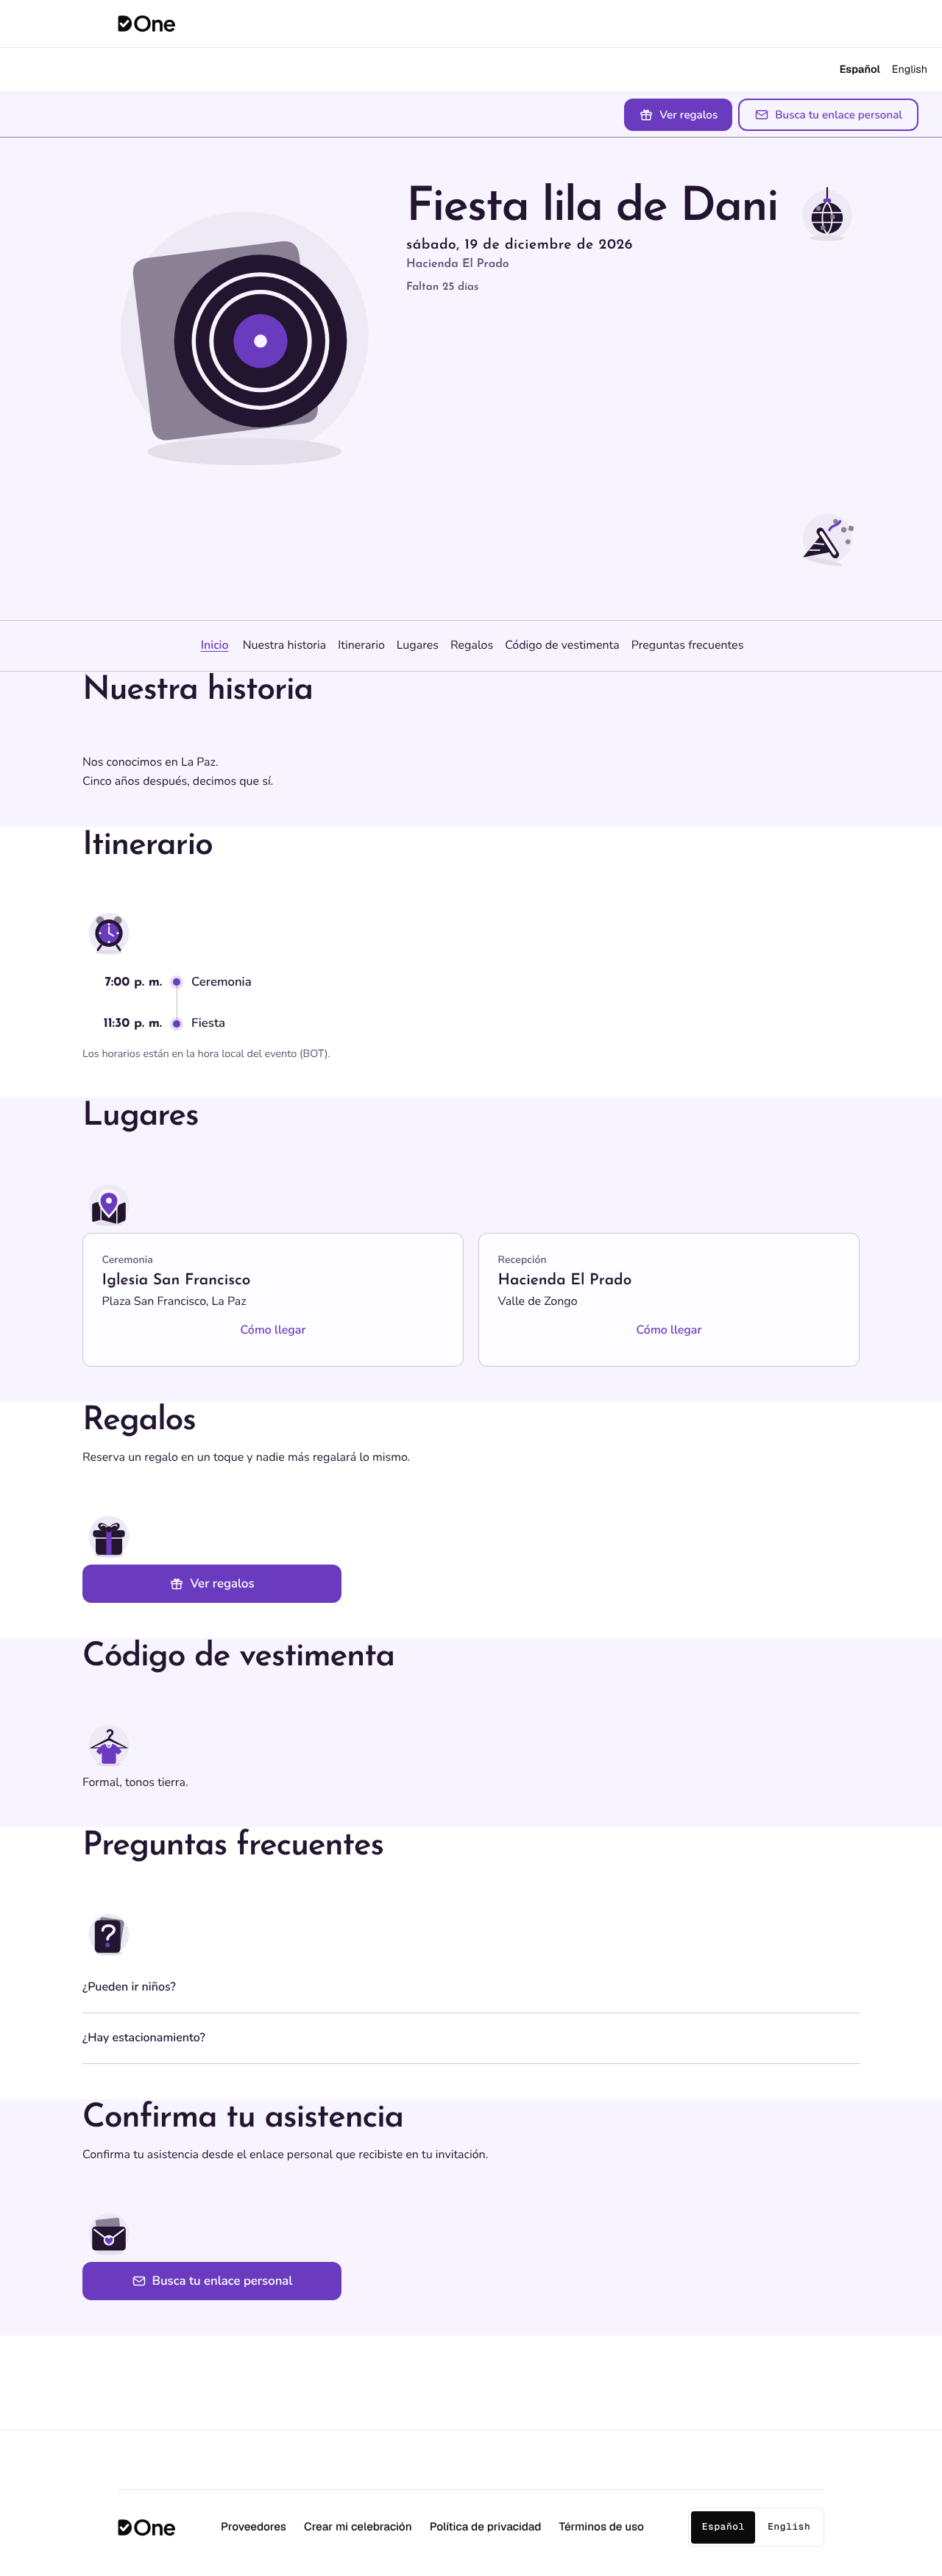 DOne
Español English
Ver regalos Busca tu enlace personal
Fiesta lila de Dani
sábado, 19 de diciembre de 2026
Hacienda El Prado
Faltan 25 días
Inicio Nuestra historia Itinerario Lugares Regalos Código de vestimenta Preguntas frecuentes
Nuestra historia
Nos conocimos en La Paz.
Cinco años después, decimos que sí.
Itinerario
7:00 p. m. Ceremonia
11:30 p. m. Fiesta
Los horarios están en la hora local del evento (BOT).
Lugares
Ceremonia
Iglesia San Francisco
Plaza San Francisco, La Paz
Cómo llegar
Recepción
Hacienda El Prado
Valle de Zongo
Cómo llegar
Regalos
Reserva un regalo en un toque y nadie más regalará lo mismo.
Ver regalos
Código de vestimenta
Formal, tonos tierra.
Preguntas frecuentes
?
¿Pueden ir niños?
¿Hay estacionamiento?
Confirma tu asistencia
Confirma tu asistencia desde el enlace personal que recibiste en tu invitación.
Busca tu enlace personal
DOne Proveedores Crear mi celebración Política de privacidad Términos de uso Español English